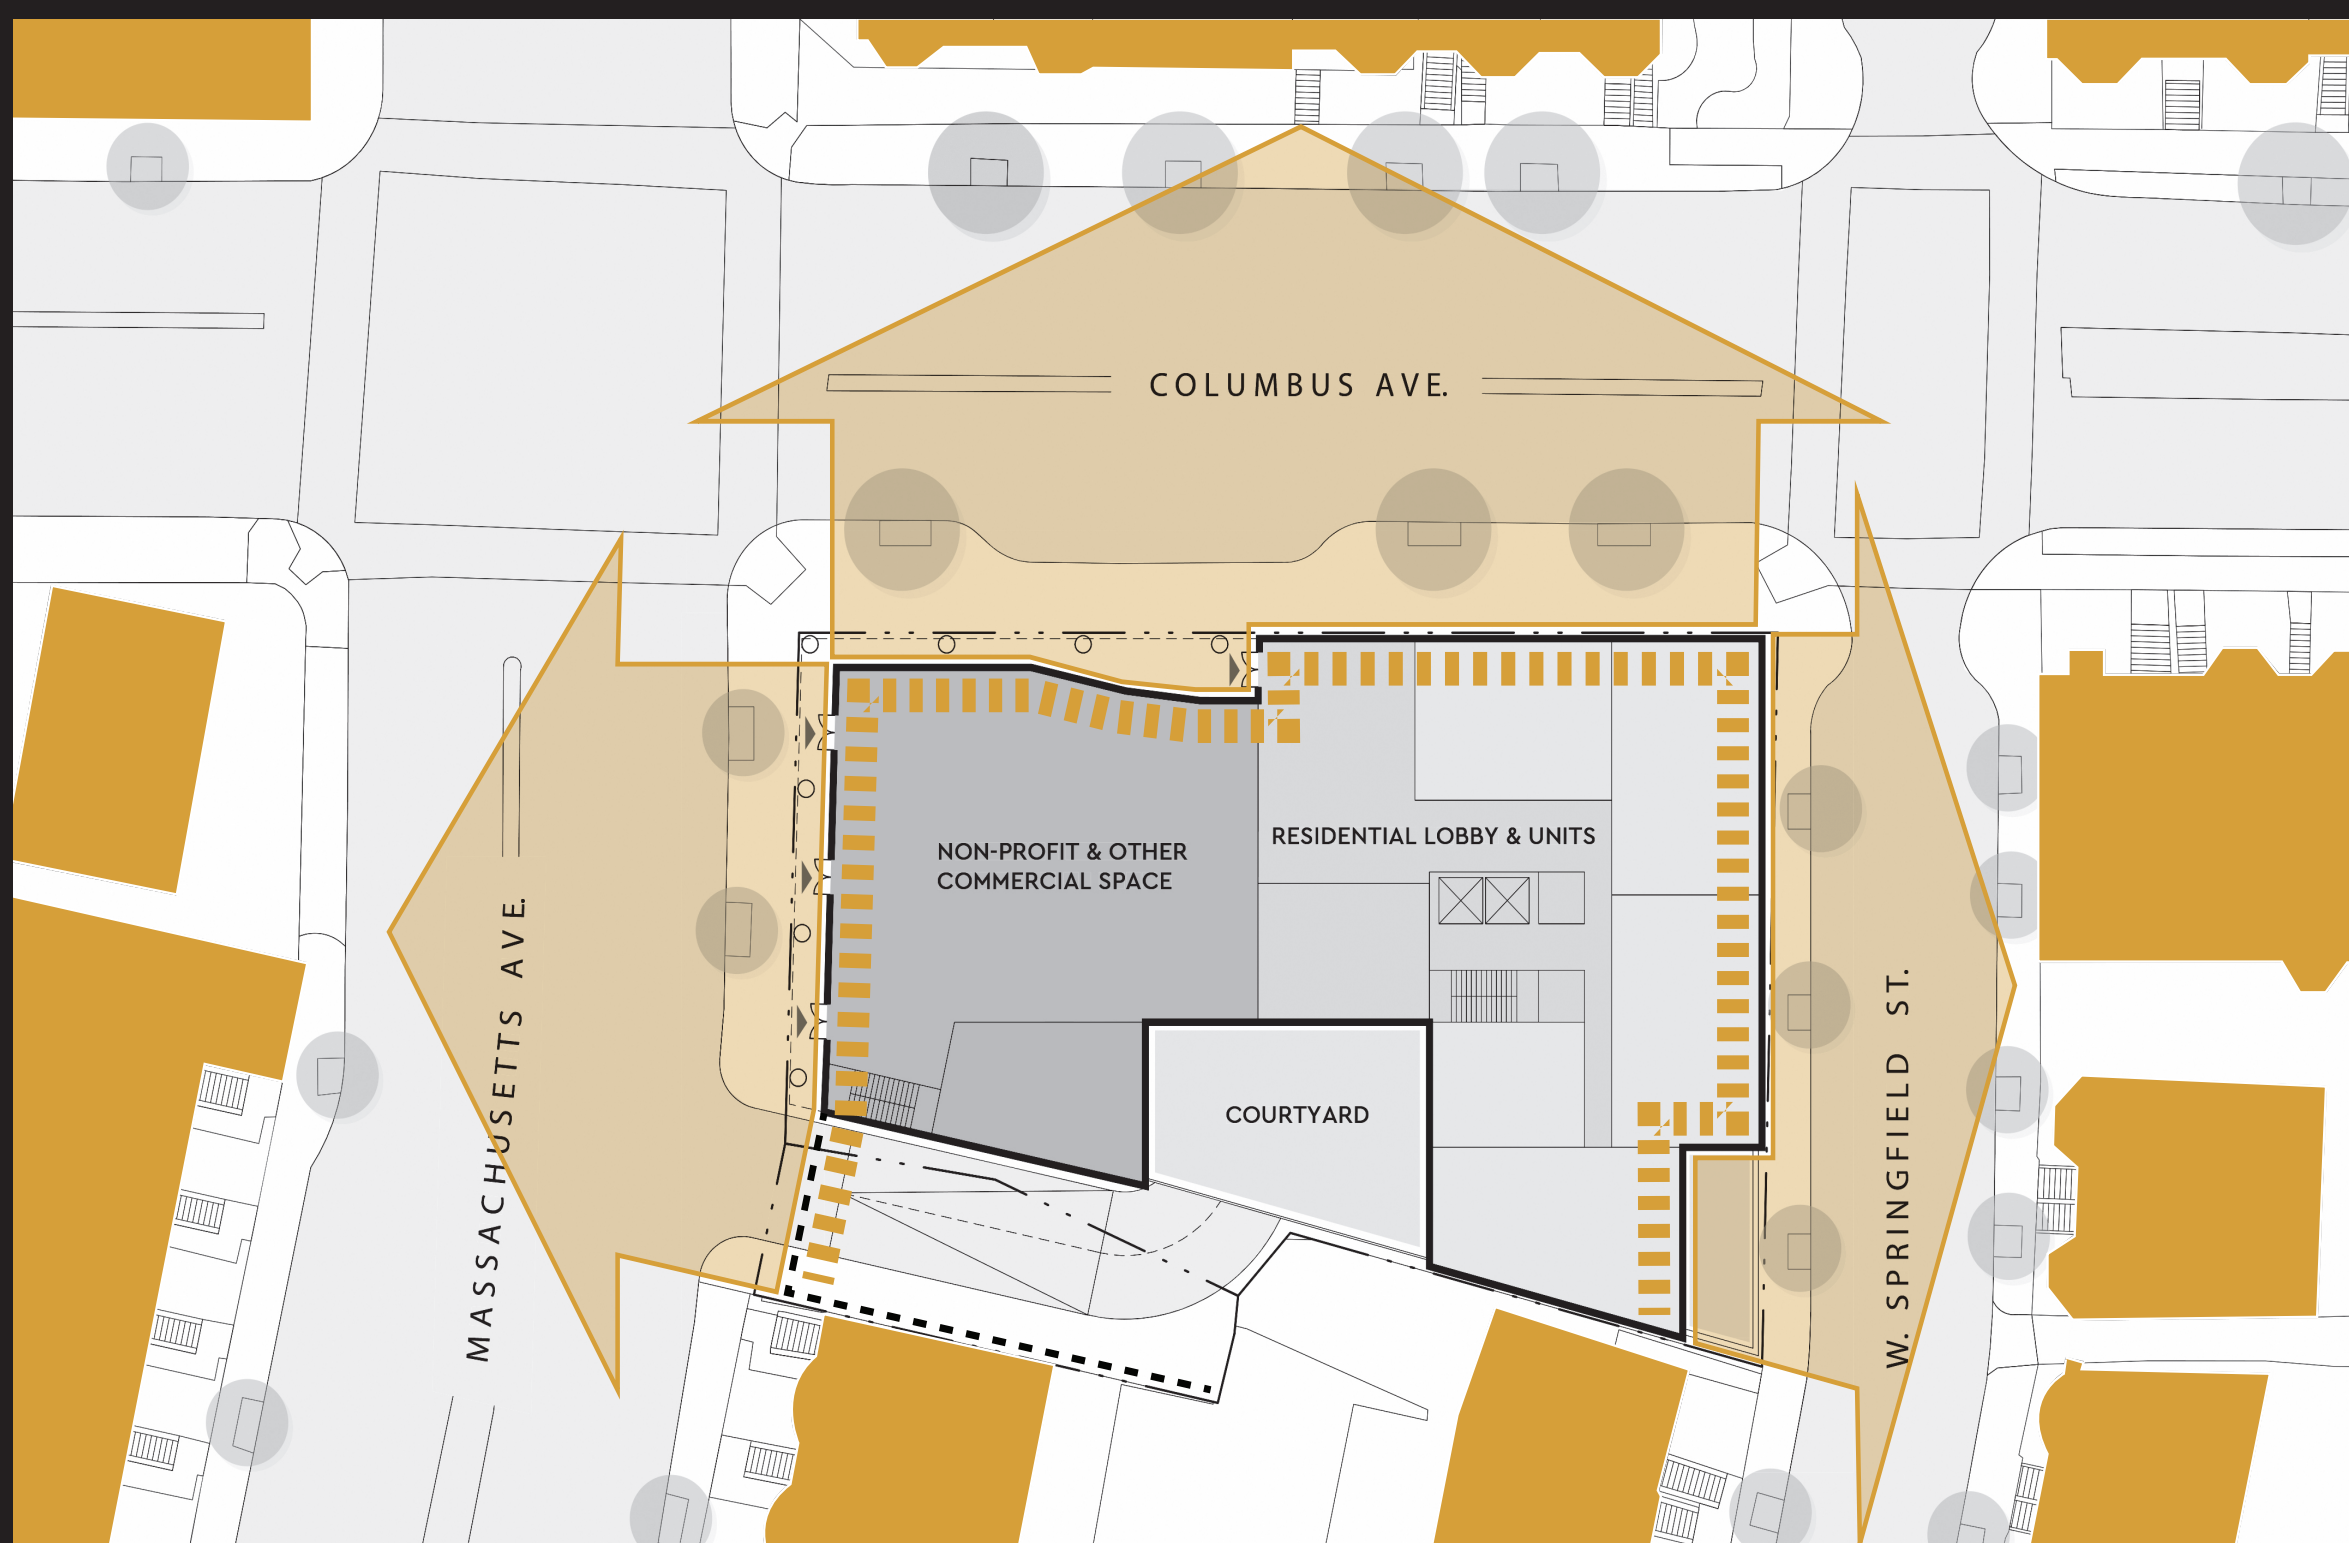 COLUMBUS AVE.
NON-PROFIT & OTHER
COMMERCIAL SPACE
RESIDENTIAL LOBBY & UNITS
COURTYARD
MASSACHUSETTS AVE.
W. SPRINGFIELD ST.